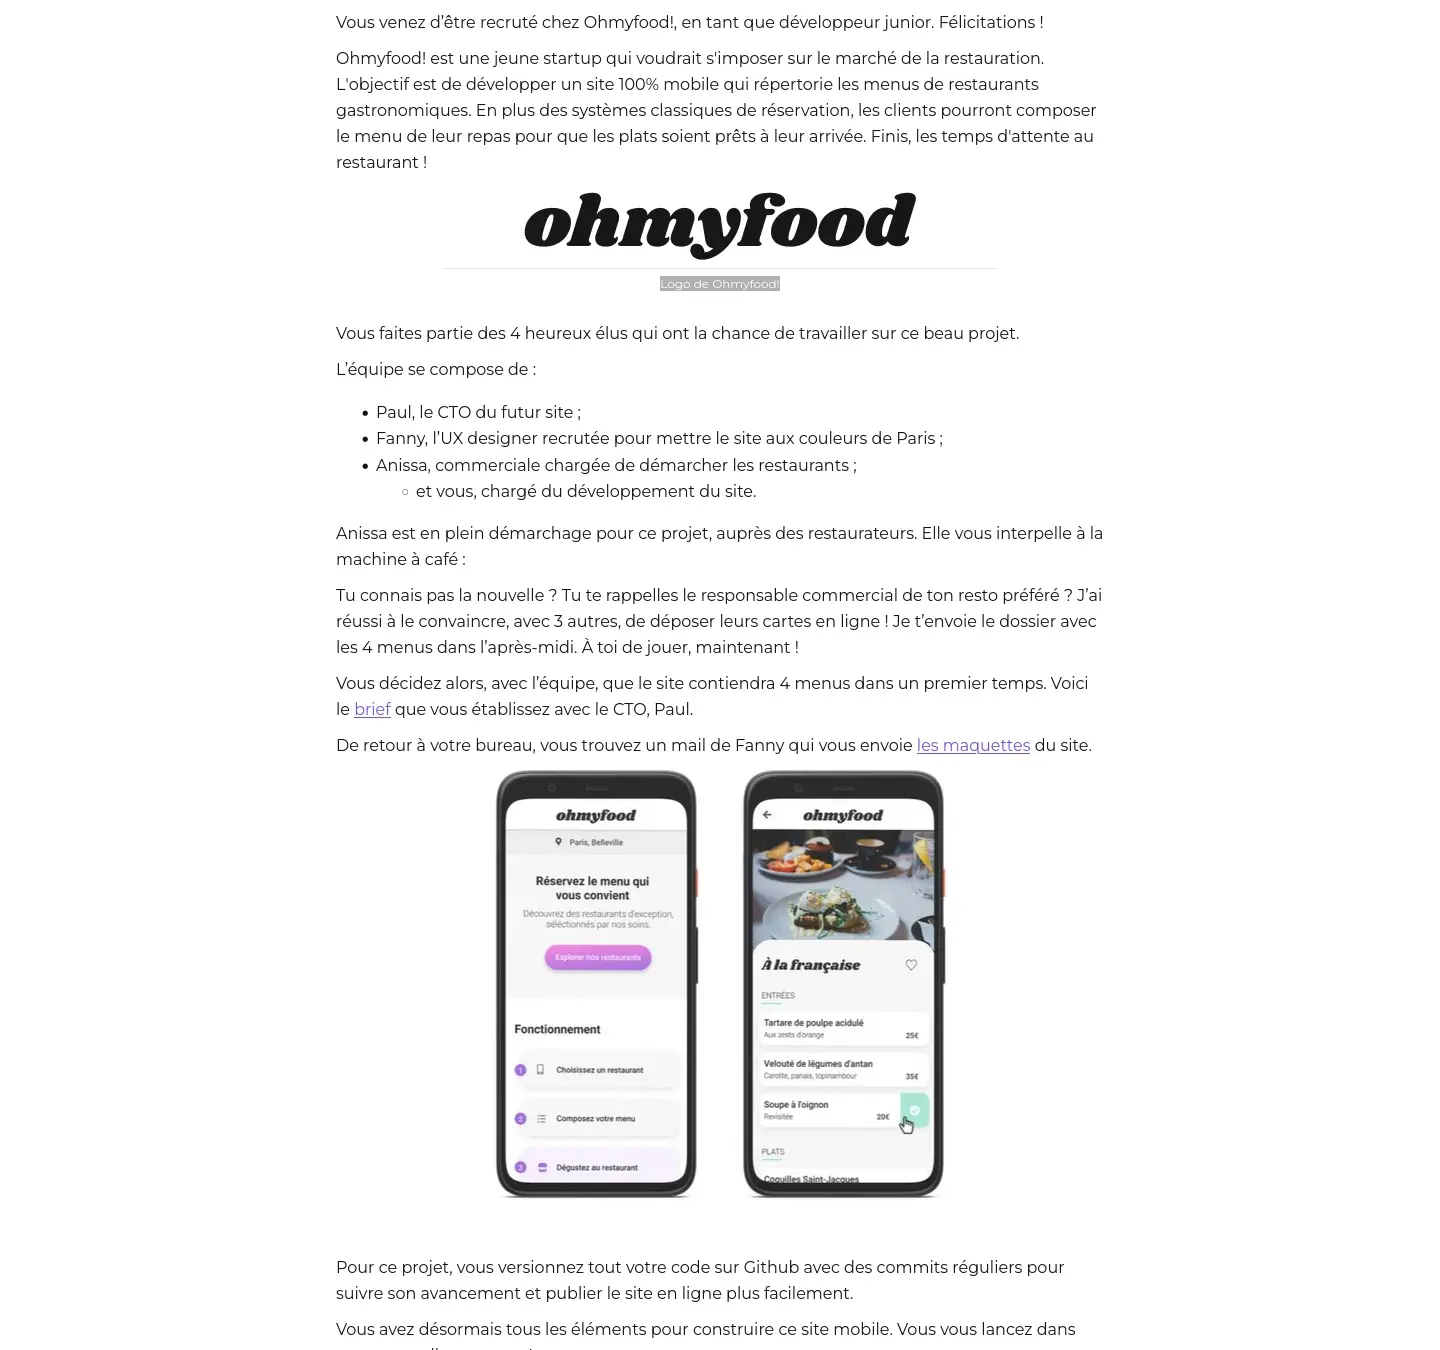 Vous venez d’être recruté chez Ohmyfood!, en tant que développeur junior. Félicitations !
Ohmyfood! est une jeune startup qui voudrait s'imposer sur le marché de la restauration.
L'objectif est de développer un site 100% mobile qui répertorie les menus de restaurants
gastronomiques. En plus des systèmes classiques de réservation, les clients pourront composer
le menu de leur repas pour que les plats soient prêts à leur arrivée. Finis, les temps d'attente au
restaurant !
ohmyfood
Logo de Ohmyfood!
Vous faites partie des 4 heureux élus qui ont la chance de travailler sur ce beau projet.
L’équipe se compose de :
Paul, le CTO du futur site ;
Fanny, l’UX designer recrutée pour mettre le site aux couleurs de Paris ;
Anissa, commerciale chargée de démarcher les restaurants ;
et vous, chargé du développement du site.
Anissa est en plein démarchage pour ce projet, auprès des restaurateurs. Elle vous interpelle à la
machine à café :
Tu connais pas la nouvelle ? Tu te rappelles le responsable commercial de ton resto préféré ? J’ai
réussi à le convaincre, avec 3 autres, de déposer leurs cartes en ligne ! Je t’envoie le dossier avec
les 4 menus dans l’après-midi. À toi de jouer, maintenant !
Vous décidez alors, avec l’équipe, que le site contiendra 4 menus dans un premier temps. Voici
le brief que vous établissez avec le CTO, Paul.
De retour à votre bureau, vous trouvez un mail de Fanny qui vous envoie les maquettes du site.
ohmyfood
Paris, Belleville
Réservez le menu qui
vous convient
Découvrez des restaurants d'exception,
séléctionnés par nos soins.
Explorer nos restaurants
Fonctionnement
1 Choisissez un restaurant
2 Composez votre menu
3 Dégustez au restaurant
ohmyfood
À la française
ENTRÉES
Tartare de poulpe acidulé
Aux zests d'orange 25€
Velouté de légumes d'antan
Carotte, panais, topinambour 35€
Soupe à l'oignon
Revisitée 20€
PLATS
Coquilles Saint-Jacques
Pour ce projet, vous versionnez tout votre code sur Github avec des commits réguliers pour
suivre son avancement et publier le site en ligne plus facilement.
Vous avez désormais tous les éléments pour construire ce site mobile. Vous vous lancez dans